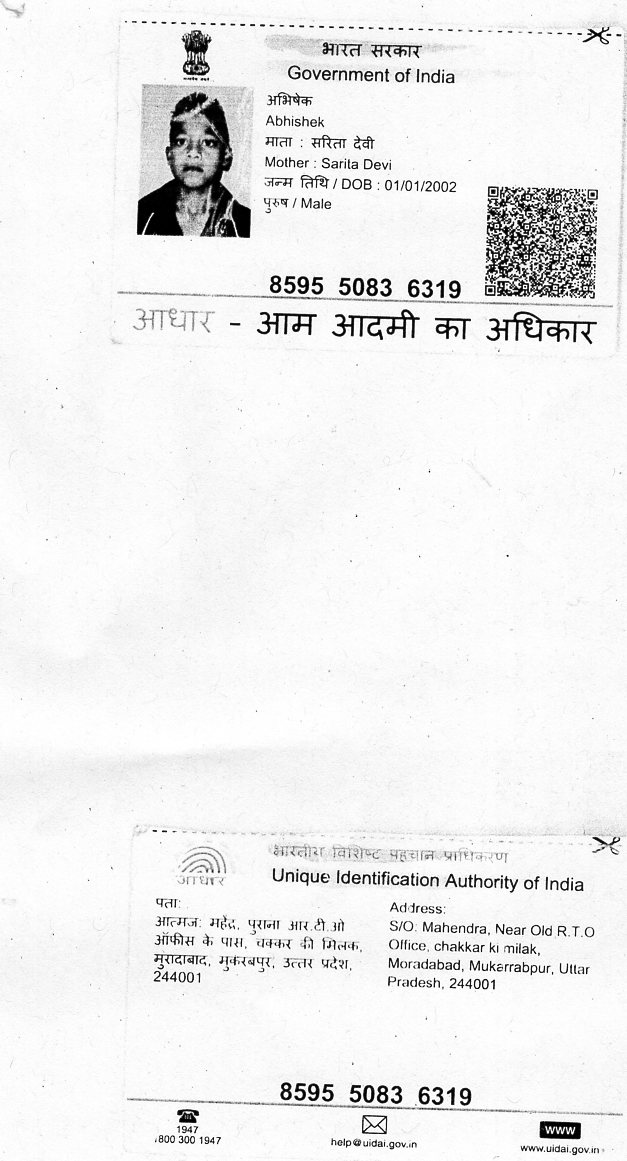 भारत सरकार
Government of India
अभिषेक
Abhishek
माता : सरिता देवी
Mother : Sarita Devi
जन्म तिथि / DOB : 01/01/2002
पुरुष / Male
8595 5083 6319
आधार - आम आदमी का अधिकार
भारतीय विशिष्ट पहचान प्राधिकरण
आधार
Unique Identification Authority of India
पता:
आत्मज: महेंद्र, पुराना आर.टी.ओ
ऑफीस के पास, चक्कर की मिलक,
मुरादाबाद, मुकरबपुर, उत्तर प्रदेश,
244001
Address:
S/O: Mahendra, Near Old R.T.O
Office, chakkar ki milak,
Moradabad, Mukarrabpur, Uttar
Pradesh, 244001
8595 5083 6319
1947
800 300 1947
help@uidai.gov.in
www
www.uidai.gov.in